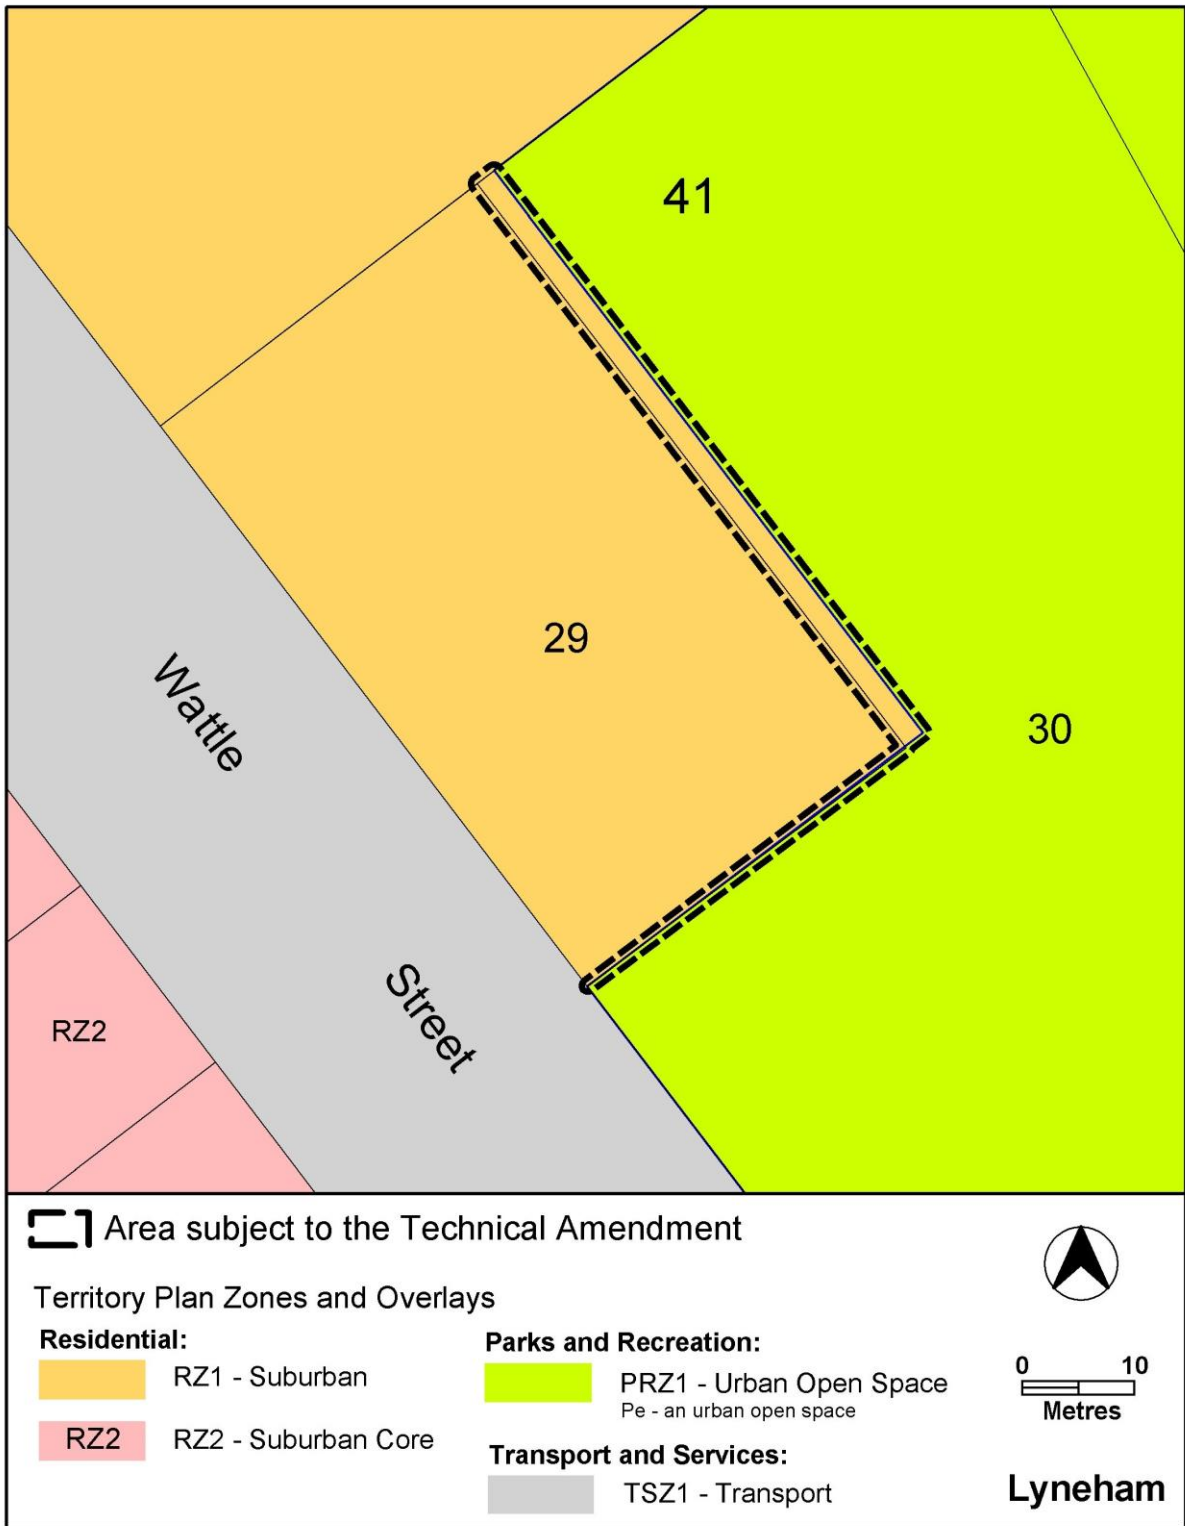 41
29
30
Wattle
Street
RZ2
Area subject to the Technical Amendment
Territory Plan Zones and Overlays
Residential:
RZ1 - Suburban
RZ2 RZ2 - Suburban Core
Parks and Recreation:
PRZ1 - Urban Open Space
Pe - an urban open space
Transport and Services:
TSZ1 - Transport
0 10
Metres
Lyneham